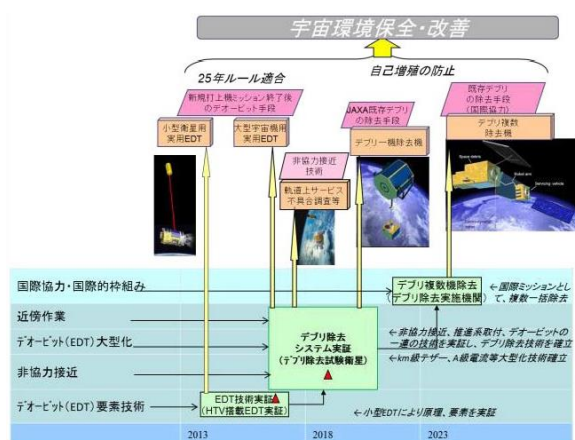 宇宙環境保全・改善
25年ルール適合
自己増殖の防止
新規打上機ミッション終了後
のデオービット手段
JAXA既存デブリ
の除去手段
既存デブリ
の除去手段
(国際協力)
小型衛星用
実用EDT
大型宇宙機用
実用EDT
デブリ一機除去機
デブリ複数
除去機
非協力接近
技術
軌道上サービス
不具合調査等
Space debris
Robot arm
Servicing vehicle
国際協力・国際的枠組み
デブリ複数機除去
(デブリ除去実施機関)
←国際ミッションとし
て、複数一括除去
近傍作業
デオービット(EDT)大型化
非協力接近
デオービット(EDT)要素技術
デブリ除去
システム実証
(デブリ除去試験衛星)
←非協力接近、推進系取付、デオービットの
一連の技術を実証し、デブリ除去技術を確立
←km級テザー、A級電流等大型化技術確立
EDT技術実証
(HTV搭載EDT実証)
←小型EDTにより原理、要素を実証
2013
2018
2023